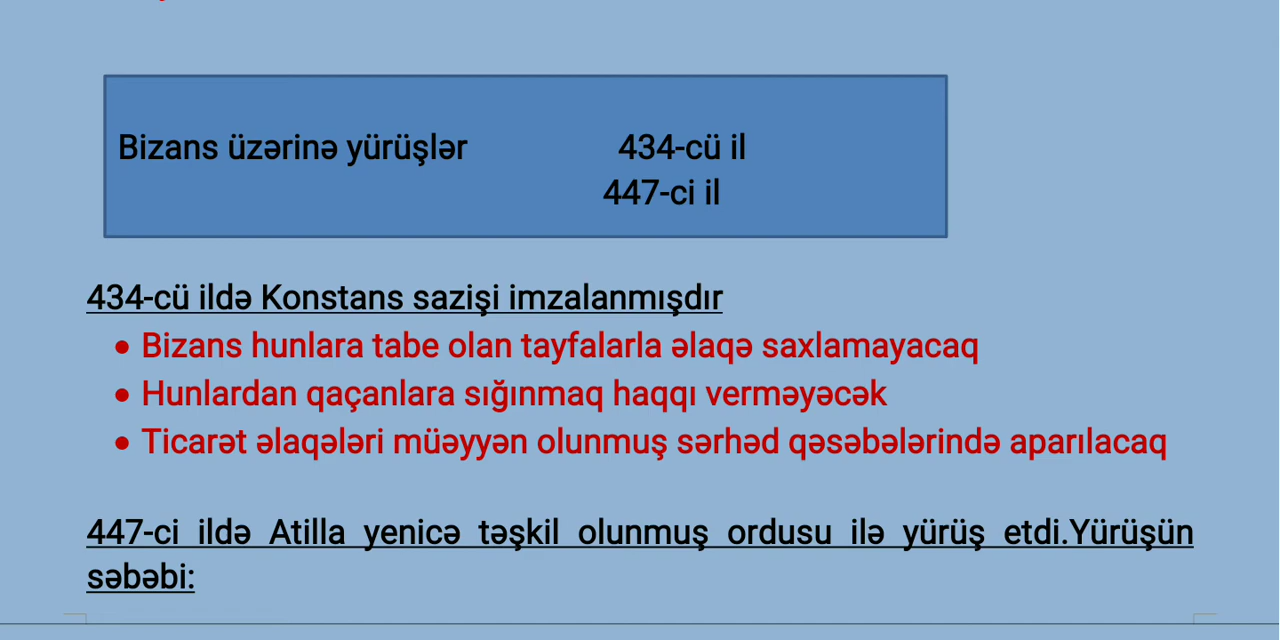 Bizans üzərinə yürüşlər 434-cü il
447-ci il
434-cü ildə Konstans sazişi imzalanmışdır
• Bizans hunlara tabe olan tayfalarla əlaqə saxlamayacaq
• Hunlardan qaçanlara sığınmaq haqqı verməyəcək
• Ticarət əlaqələri müəyyən olunmuş sərhəd qəsəbələrində aparılacaq
447-ci ildə Atilla yenicə təşkil olunmuş ordusu ilə yürüş etdi.Yürüşün
səbəbi: